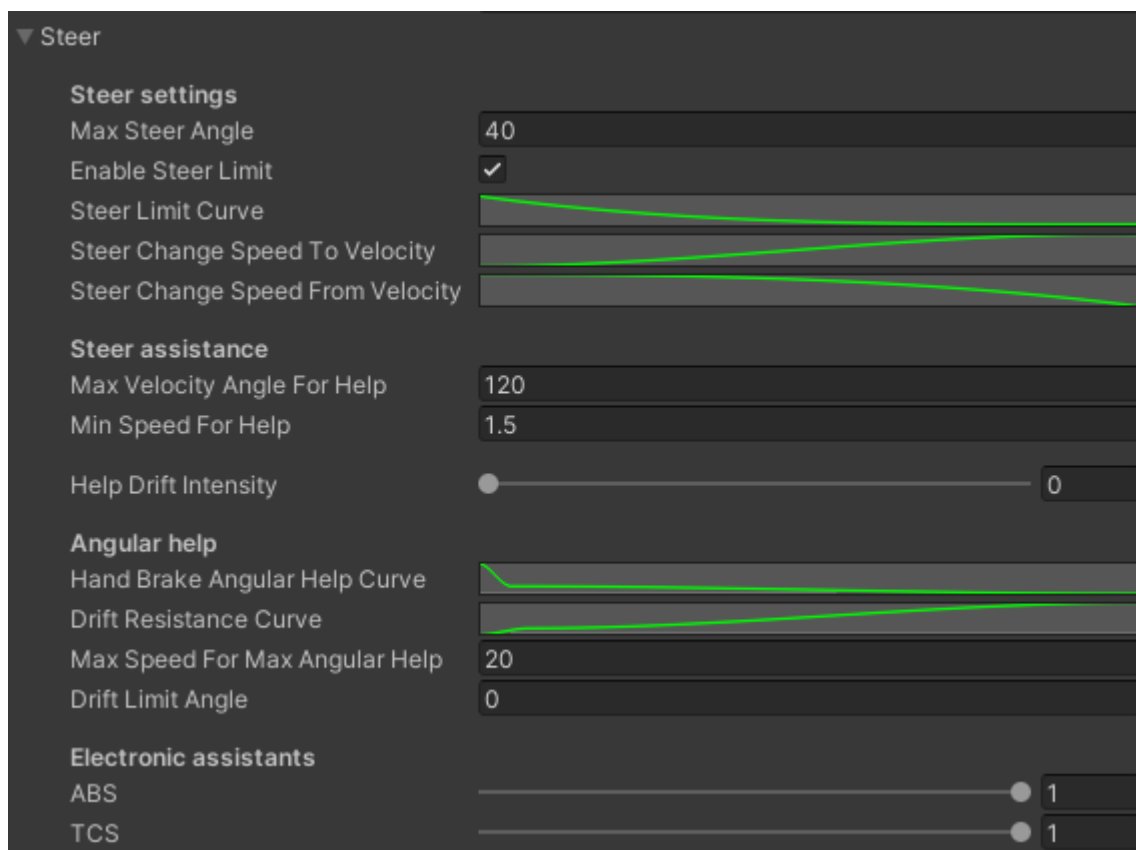 Steer
Steer settings
Max Steer Angle 40
Enable Steer Limit
Steer Limit Curve
Steer Change Speed To Velocity
Steer Change Speed From Velocity
Steer assistance
Max Velocity Angle For Help 120
Min Speed For Help 1.5
Help Drift Intensity 0
Angular help
Hand Brake Angular Help Curve
Drift Resistance Curve
Max Speed For Max Angular Help 20
Drift Limit Angle 0
Electronic assistants
ABS 1
TCS 1